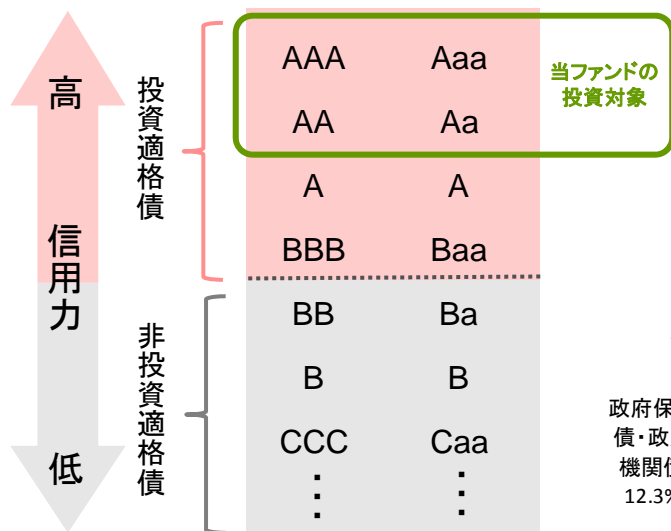 高
信用力
低
投資適格債
非投資適格債
AAA Aaa
AA Aa
A A
BBB Baa
BB Ba
B B
CCC Caa
当ファンドの
投資対象
政府保
債・政
機関債
12.3%